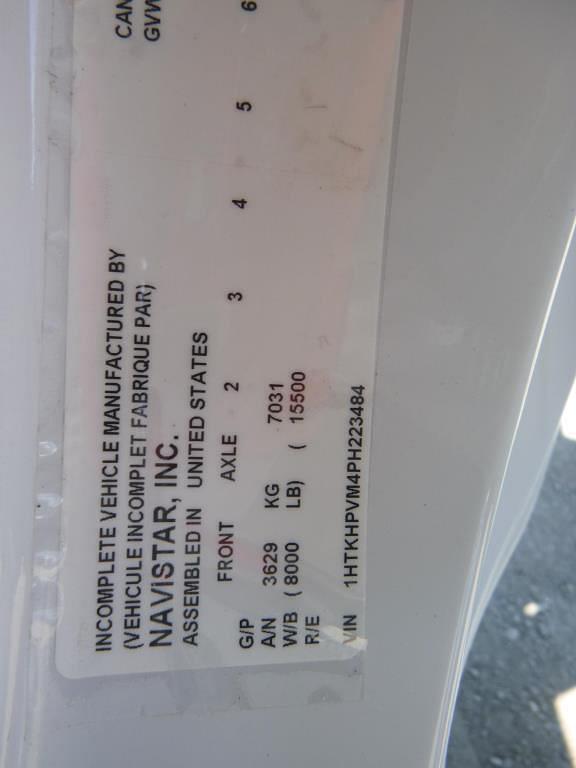 INCOMPLETE VEHICLE MANUFACTURED BY
(VEHICULE INCOMPLET FABRIQUE PAR)
NAVISTAR, INC.
ASSEMBLED IN UNITED STATES
CAN
GVW
FRONT AXLE 2 3 4 5 6
G/P
A/N 3629 KG 7031
W/B ( 8000 LB) ( 15500
R/E
VIN 1HTKHPVM4PH223484